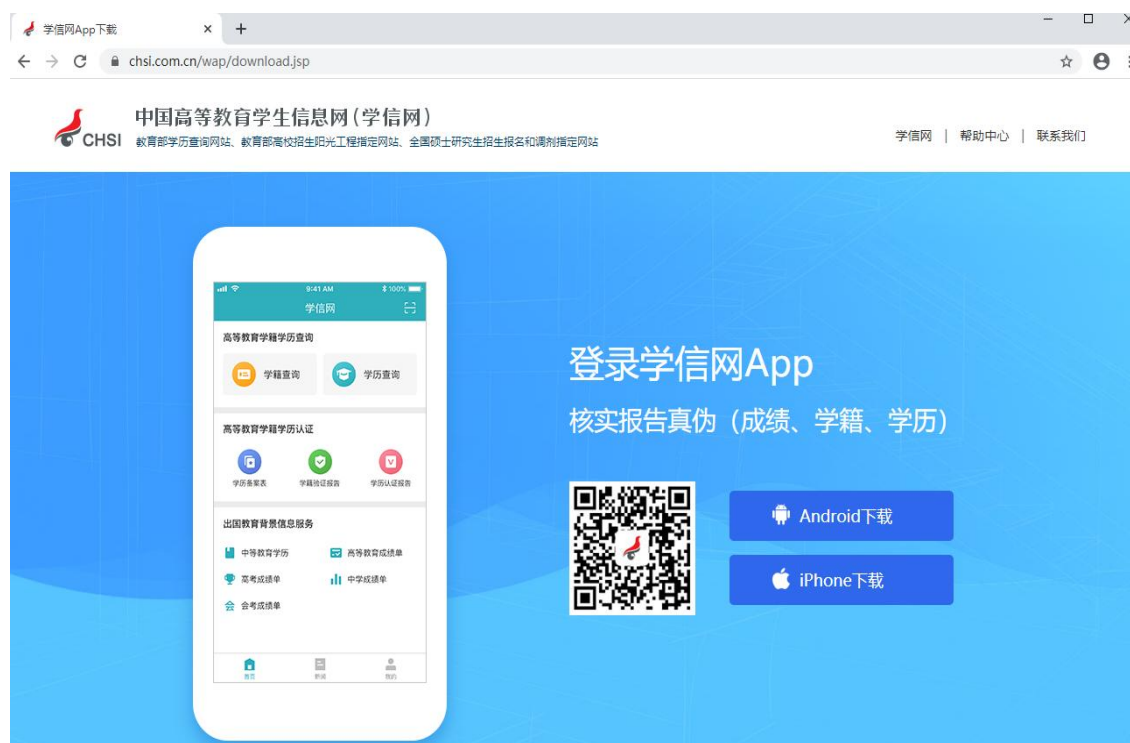 学信网App下载
chsi.com.cn/wap/download.jsp
CHSI
中国高等教育学生信息网(学信网)
教育部学历查询网站、教育部高校招生阳光工程指定网站、全国硕士研究生招生报名和调剂指定网站
学信网 | 帮助中心 | 联系我们
9:41 AM 100%
学信网
高等教育学籍学历查询
学籍查询 学历查询
高等教育学籍学历认证
学历备案表 学籍验证报告 学历认证报告
出国教育背景信息服务
中等教育学历 高等教育成绩单
高考成绩单 中学成绩单
会考成绩单
首页 新闻 我的
登录学信网App
核实报告真伪（成绩、学籍、学历）
Android下载
iPhone下载